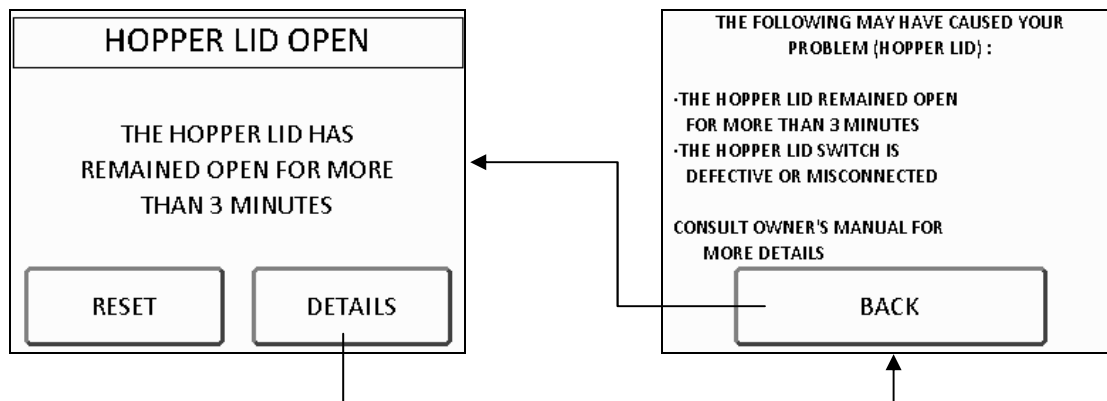 HOPPER LID OPEN
THE HOPPER LID HAS
REMAINED OPEN FOR MORE
THAN 3 MINUTES
RESET
DETAILS
THE FOLLOWING MAY HAVE CAUSED YOUR
PROBLEM (HOPPER LID) :
·THE HOPPER LID REMAINED OPEN
FOR MORE THAN 3 MINUTES
·THE HOPPER LID SWITCH IS
DEFECTIVE OR MISCONNECTED
CONSULT OWNER'S MANUAL FOR
MORE DETAILS
BACK